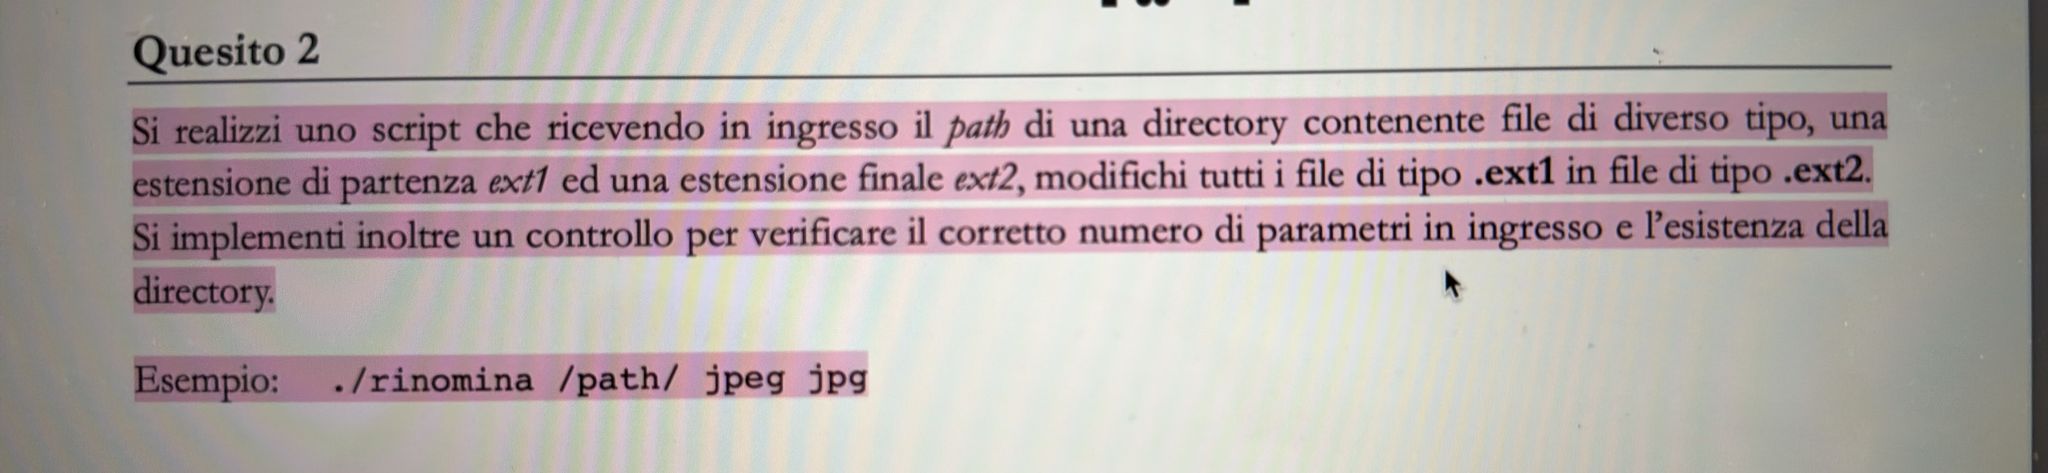 Quesito 2
Si realizzi uno script che ricevendo in ingresso il path di una directory contenente file di diverso tipo, una
estensione di partenza ext1 ed una estensione finale ext2, modifichi tutti i file di tipo .ext1 in file di tipo .ext2.
Si implementi inoltre un controllo per verificare il corretto numero di parametri in ingresso e l’esistenza della
directory.
Esempio: ./rinomina /path/ jpeg jpg